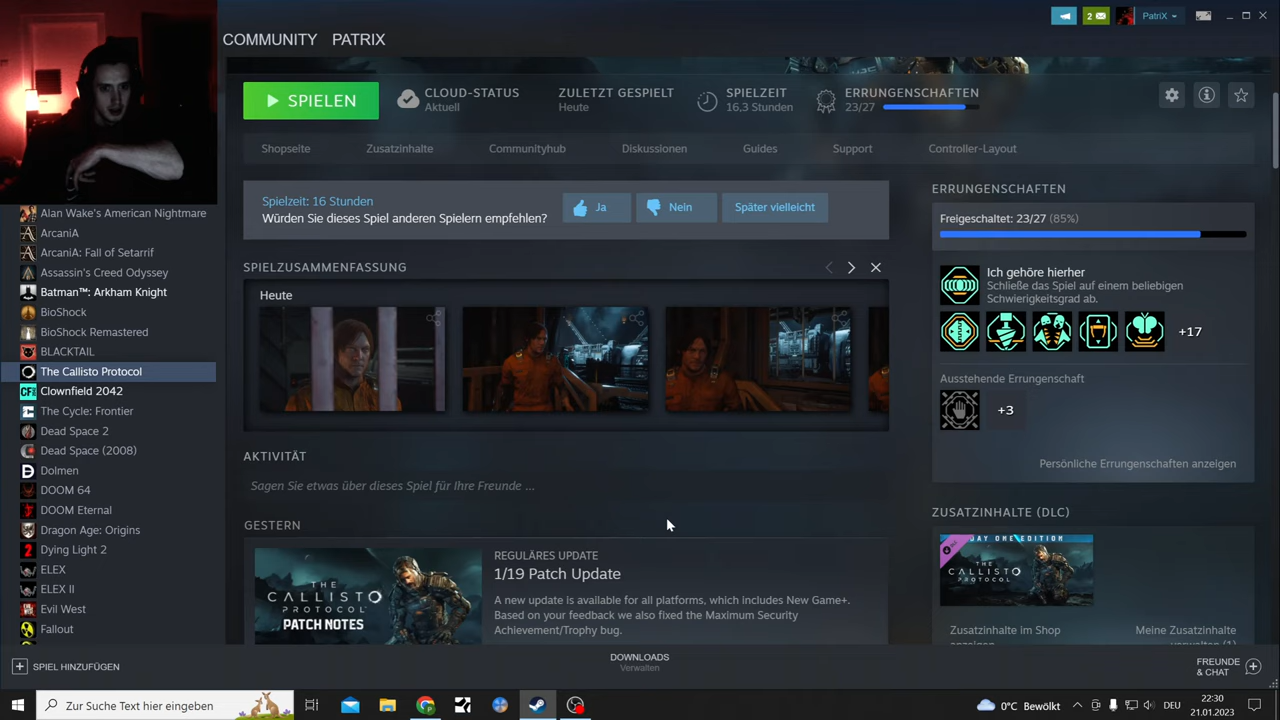 2
PatriX
COMMUNITY PATRIX
SPIELEN
CLOUD-STATUS
Aktuell
ZULETZT GESPIELT
Heute
SPIELZEIT
16,3 Stunden
ERRUNGENSCHAFTEN
23/27
Shopseite Zusatzinhalte Communityhub Diskussionen Guides Support Controller-Layout
Spielzeit: 16 Stunden
Würden Sie dieses Spiel anderen Spielern empfehlen?
Ja
Nein
Später vielleicht
SPIELZUSAMMENFASSUNG
Heute
AKTIVITÄT
Sagen Sie etwas über dieses Spiel für Ihre Freunde ...
GESTERN
THE
CALLISTO
PROTOCOL
PATCH NOTES
REGULÄRES UPDATE
1/19 Patch Update
A new update is available for all platforms, which includes New Game+.
Based on your feedback we also fixed the Maximum Security
Achievement/Trophy bug.
ERRUNGENSCHAFTEN
Freigeschaltet: 23/27 (85%)
Ich gehöre hierher
Schließe das Spiel auf einem beliebigen
Schwierigkeitsgrad ab.
+17
Ausstehende Errungenschaft
+3
Persönliche Errungenschaften anzeigen
ZUSATZINHALTE (DLC)
DAY ONE EDITION
THE
CALLISTO
PROTOCOL
Zusatzinhalte im Shop
anzeigen
Meine Zusatzinhalte
verwalten (1)
Alan Wake's American Nightmare
ArcaniA
ArcaniA: Fall of Setarrif
Assassin's Creed Odyssey
Batman™: Arkham Knight
BioShock
BioShock Remastered
BLACKTAIL
The Callisto Protocol
Clownfield 2042
The Cycle: Frontier
Dead Space 2
Dead Space (2008)
Dolmen
DOOM 64
DOOM Eternal
Dragon Age: Origins
Dying Light 2
ELEX
ELEX II
Evil West
Fallout
SPIEL HINZUFÜGEN
DOWNLOADS
Verwalten
FREUNDE
& CHAT
Zur Suche Text hier eingeben
0°C Bewölkt
DEU
22:30
21.01.2023